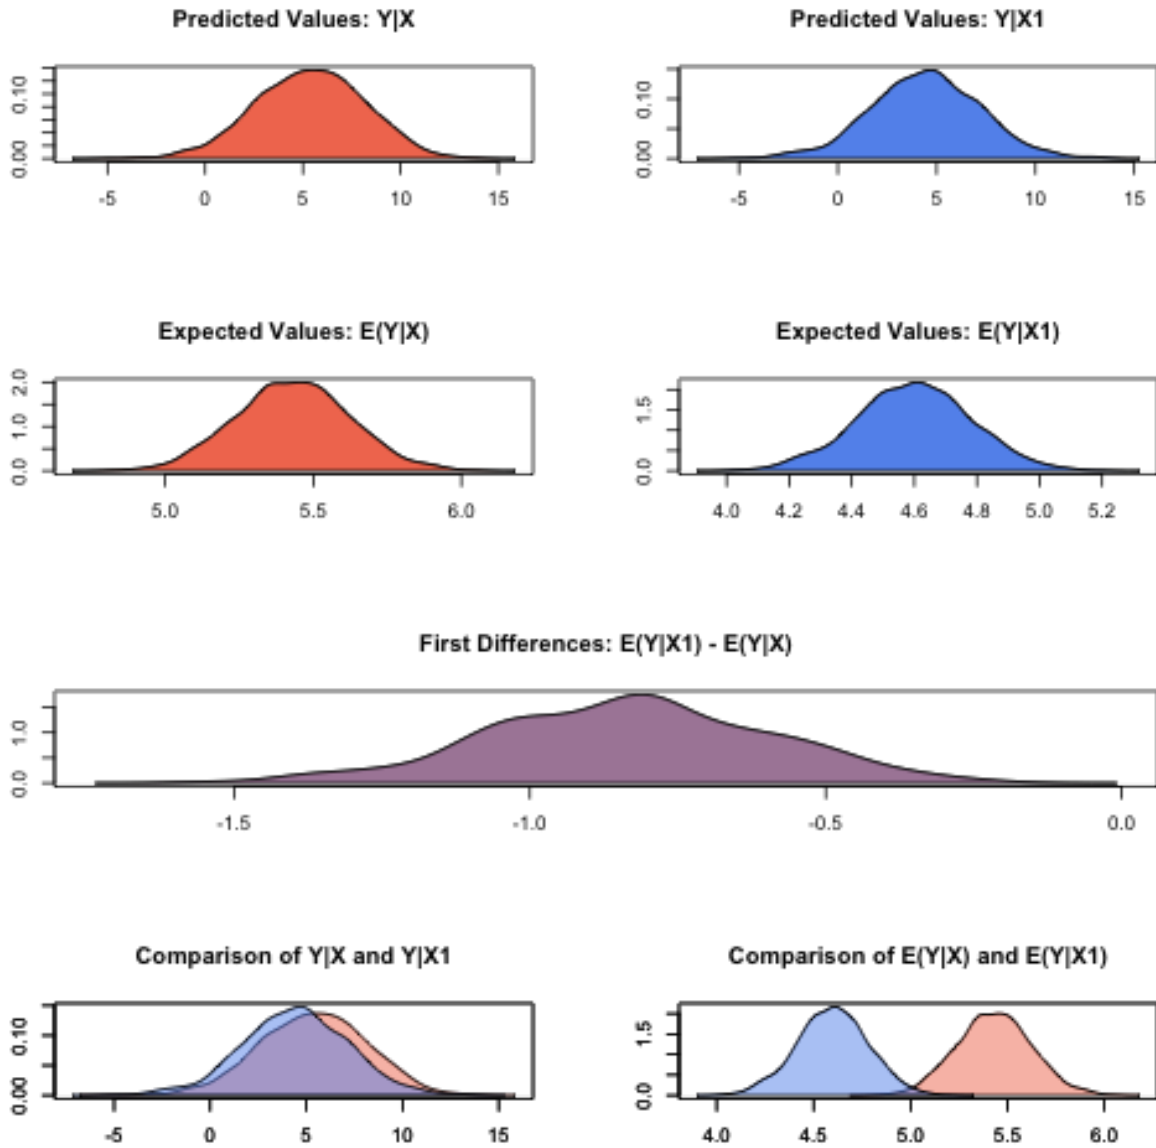 Predicted Values: Y|X
0.00 0.10
-5 0 5 10 15
Predicted Values: Y|X1
0.00 0.10
-5 0 5 10 15
Expected Values: E(Y|X)
0.0 1.0 2.0
5.0 5.5 6.0
Expected Values: E(Y|X1)
0.0 1.5
4.0 4.2 4.4 4.6 4.8 5.0 5.2
First Differences: E(Y|X1) - E(Y|X)
0.0 1.0
-1.5 -1.0 -0.5 0.0
Comparison of Y|X and Y|X1
0.00 0.10
-5 0 5 10 15
Comparison of E(Y|X) and E(Y|X1)
0.0 1.5
4.0 4.5 5.0 5.5 6.0